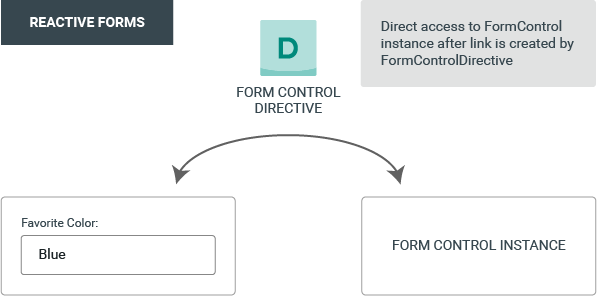 REACTIVE FORMS
D
FORM CONTROL
DIRECTIVE
Direct access to FormControl
instance after link is created by
FormControlDirective
Favorite Color:
Blue
FORM CONTROL INSTANCE